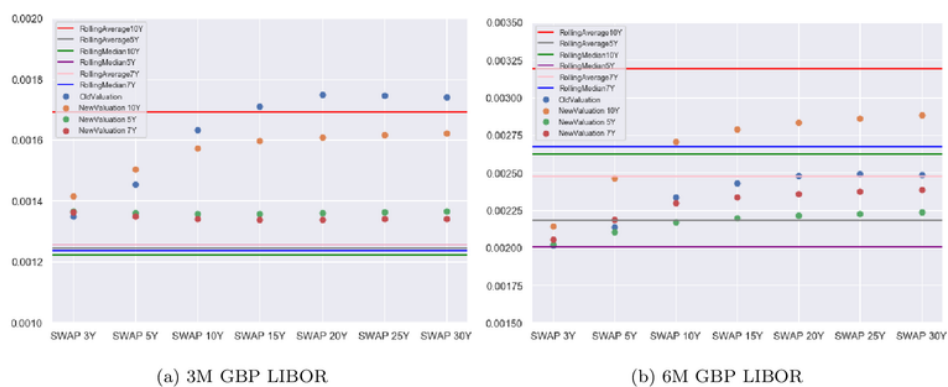 0.0020
0.0018
0.0016
0.0014
0.0012
0.0010
RollingAverage10Y
RollingAverage5Y
RollingMedian10Y
RollingMedian5Y
RollingAverage7Y
RollingMedian7Y
OldValuation
NewValuation 10Y
NewValuation 5Y
NewValuation 7Y
SWAP 3Y SWAP 5Y SWAP 10Y SWAP 15Y SWAP 20Y SWAP 25Y SWAP 30Y
(a) 3M GBP LIBOR
0.00350
0.00325
0.00300
0.00275
0.00250
0.00225
0.00200
0.00175
0.00150
RollingAverage10Y
RollingAverage5Y
RollingMedian10Y
RollingMedian5Y
RollingAverage7Y
RollingMedian7Y
OldValuation
NewValuation 10Y
NewValuation 5Y
NewValuation 7Y
SWAP 3Y SWAP 5Y SWAP 10Y SWAP 15Y SWAP 20Y SWAP 25Y SWAP 30Y
(b) 6M GBP LIBOR